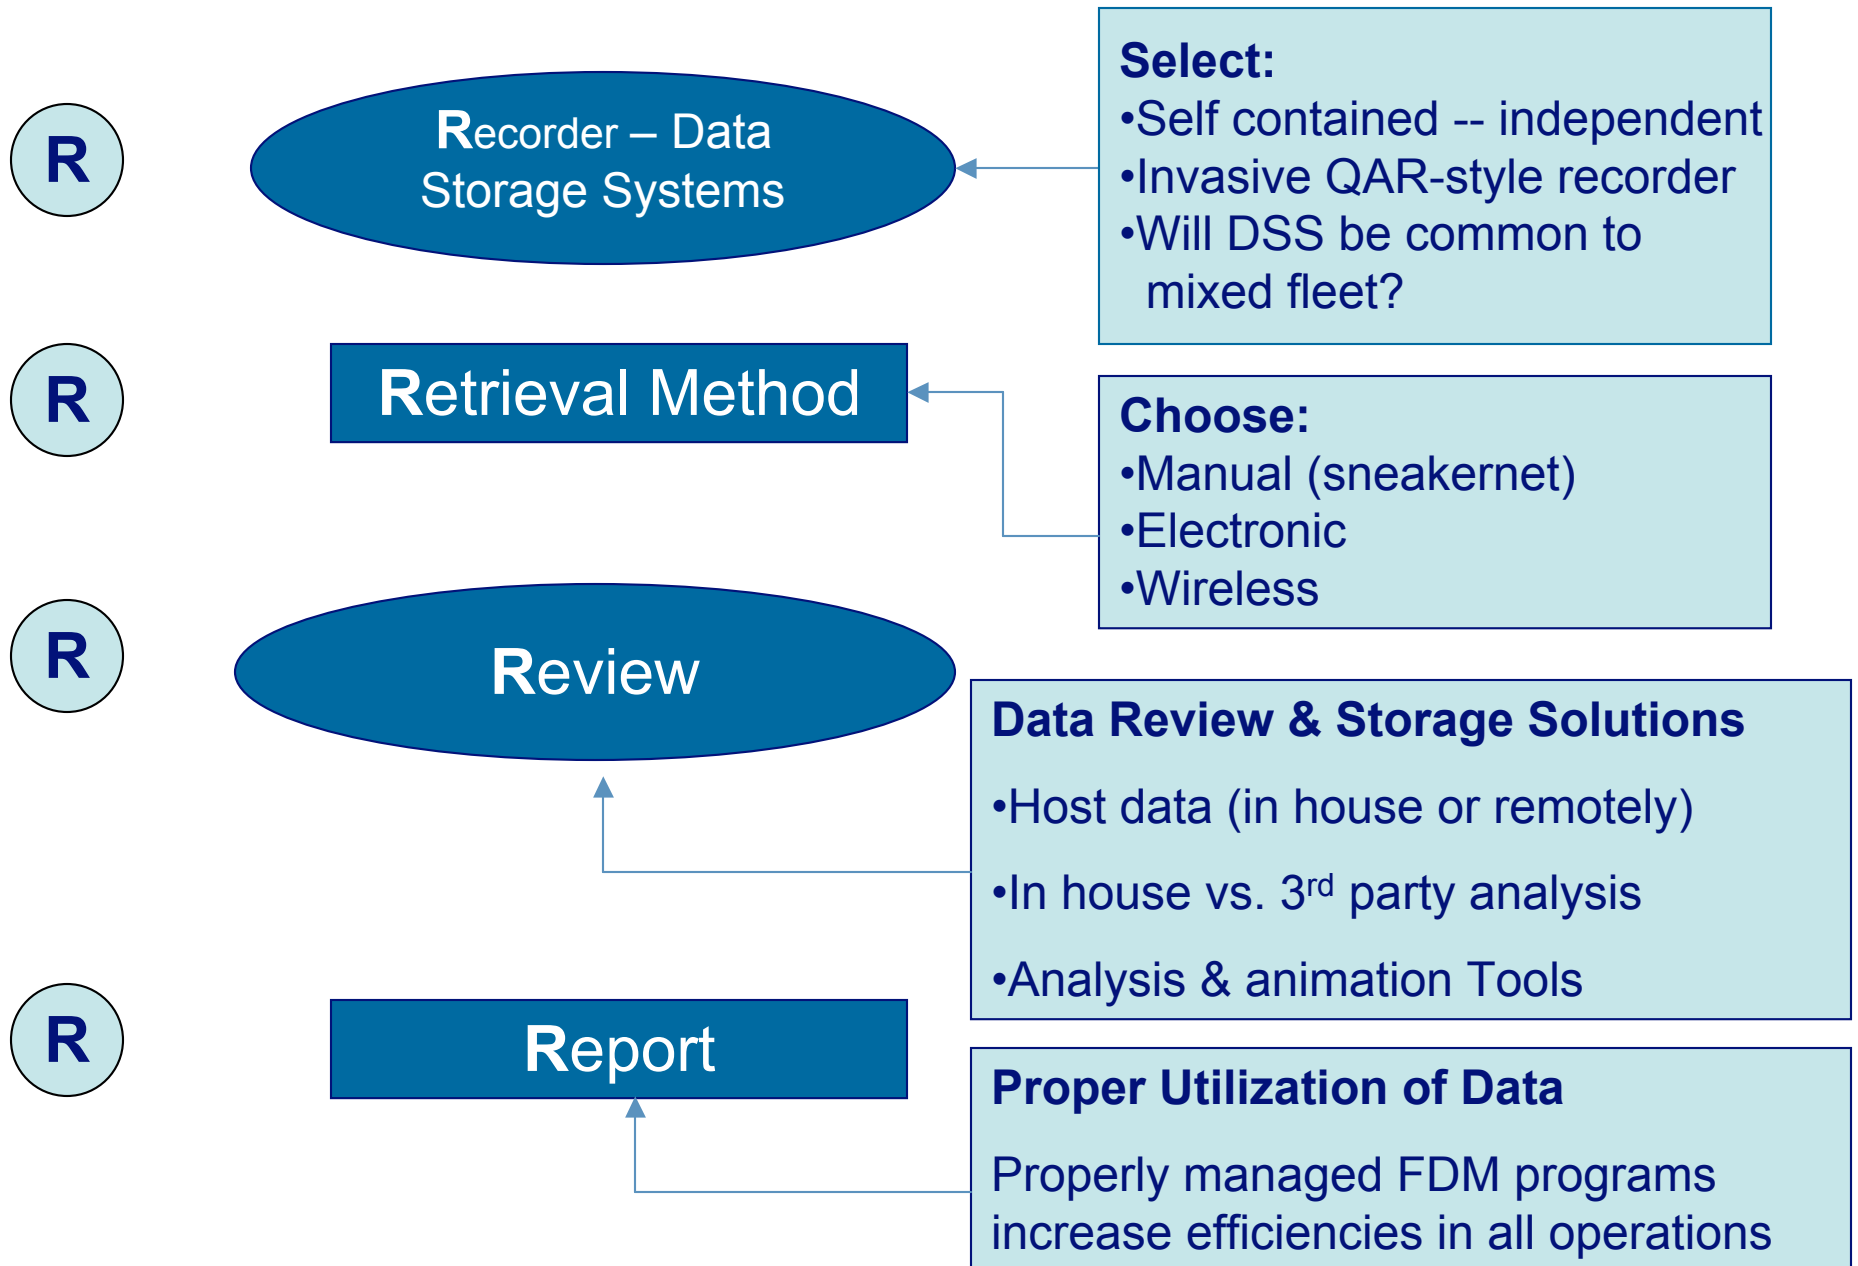 R
Recorder – Data
Storage Systems
Select:
•Self contained -- independent
•Invasive QAR-style recorder
•Will DSS be common to
mixed fleet?
R
Retrieval Method
Choose:
•Manual (sneakernet)
•Electronic
•Wireless
R
Review
Data Review & Storage Solutions
•Host data (in house or remotely)
•In house vs. 3rd party analysis
•Analysis & animation Tools
R
Report
Proper Utilization of Data
Properly managed FDM programs
increase efficiencies in all operations